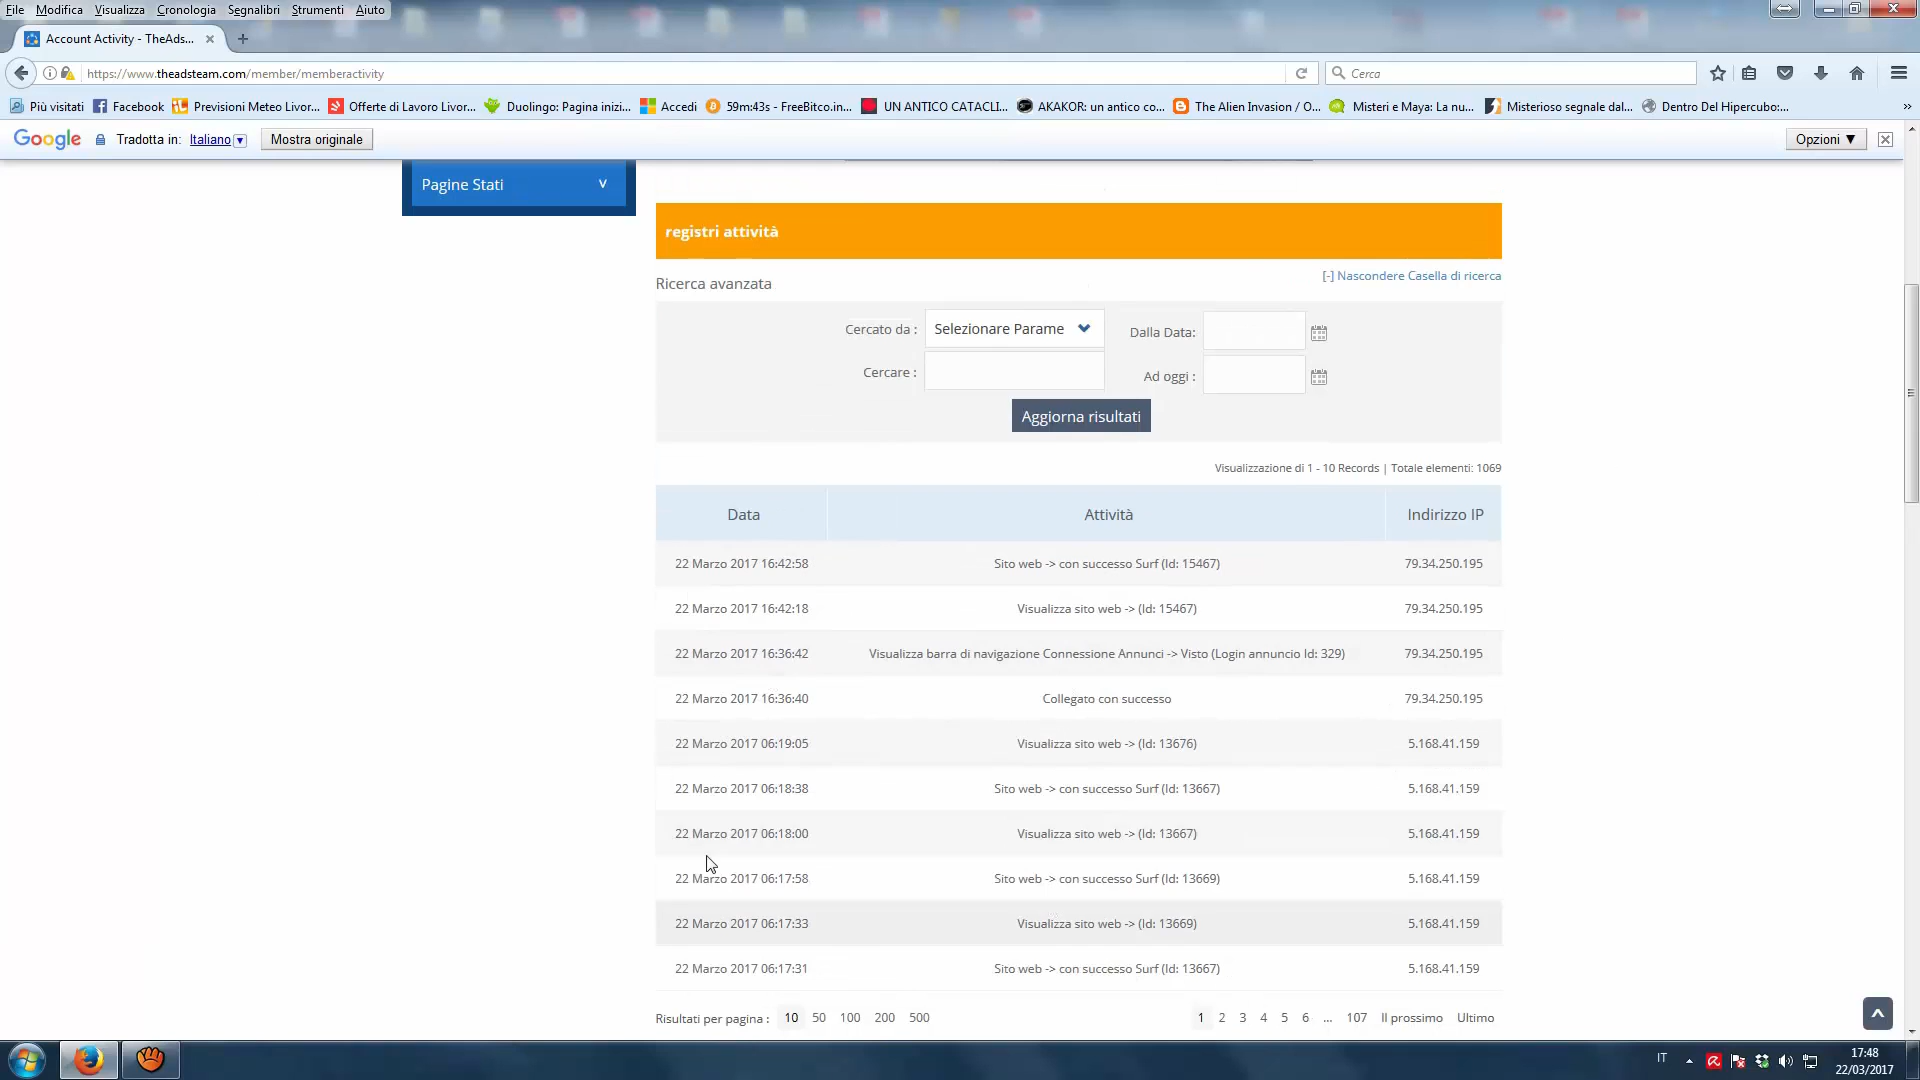 File Modifica Visualizza Cronologia Segnalibri Strumenti Aiuto
Account Activity - TheAds...
https://www.theadsteam.com/member/memberactivity
Cerca
Più visitati Facebook Previsioni Meteo Livor... Offerte di Lavoro Livor... Duolingo: Pagina inizi... Accedi 59m:43s - FreeBitco.in... UN ANTICO CATACLI... AKAKOR: un antico co... The Alien Invasion / O... Misteri e Maya: La nu... Misterioso segnale dal... Dentro Del Hipercubo:... »
Google Tradotta in: Italiano ▼ Mostra originale Opzioni ▼
Pagine Stati v
registri attività
[-] Nascondere Casella di ricerca
Ricerca avanzata
Cercato da : Selezionare Parame Dalla Data:
Cercare : Ad oggi :
Aggiorna risultati
Visualizzazione di 1 - 10 Records | Totale elementi: 1069
Data Attività Indirizzo IP
22 Marzo 2017 16:42:58 Sito web -> con successo Surf (Id: 15467) 79.34.250.195
22 Marzo 2017 16:42:18 Visualizza sito web -> (Id: 15467) 79.34.250.195
22 Marzo 2017 16:36:42 Visualizza barra di navigazione Connessione Annunci -> Visto (Login annuncio Id: 329) 79.34.250.195
22 Marzo 2017 16:36:40 Collegato con successo 79.34.250.195
22 Marzo 2017 06:19:05 Visualizza sito web -> (Id: 13676) 5.168.41.159
22 Marzo 2017 06:18:38 Sito web -> con successo Surf (Id: 13667) 5.168.41.159
22 Marzo 2017 06:18:00 Visualizza sito web -> (Id: 13667) 5.168.41.159
22 Marzo 2017 06:17:58 Sito web -> con successo Surf (Id: 13669) 5.168.41.159
22 Marzo 2017 06:17:33 Visualizza sito web -> (Id: 13669) 5.168.41.159
22 Marzo 2017 06:17:31 Sito web -> con successo Surf (Id: 13667) 5.168.41.159
Risultati per pagina : 10 50 100 200 500 1 2 3 4 5 6 ... 107 Il prossimo Ultimo
IT 17:48
22/03/2017